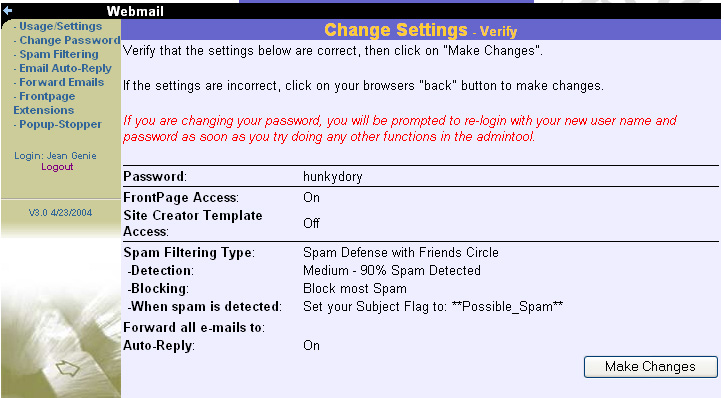 Webmail
- Usage/Settings
- Change Password
- Spam Filtering
- Email Auto-Reply
- Forward Emails
- Frontpage
Extensions
- Popup-Stopper
Login: Jean Genie
Logout
V3.0 4/23/2004
Change Settings - Verify
Verify that the settings below are correct, then click on "Make Changes".
If the settings are incorrect, click on your browsers "back" button to make changes.
If you are changing your password, you will be prompted to re-login with your new user name and
password as soon as you try doing any other functions in the admintool.
Password: hunkydory
FrontPage Access: On
Site Creator Template
Access: Off
Spam Filtering Type: Spam Defense with Friends Circle
-Detection: Medium - 90% Spam Detected
-Blocking: Block most Spam
-When spam is detected: Set your Subject Flag to: **Possible_Spam**
Forward all e-mails to:
Auto-Reply: On
Make Changes